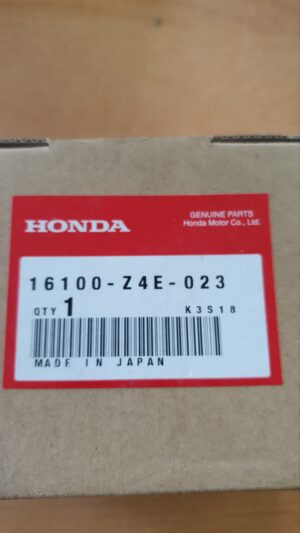 HONDA
GENUINE PARTS
Honda Motor Co., Ltd.
16100-Z4E-023
QTY 1 K3S18
MADE IN JAPAN